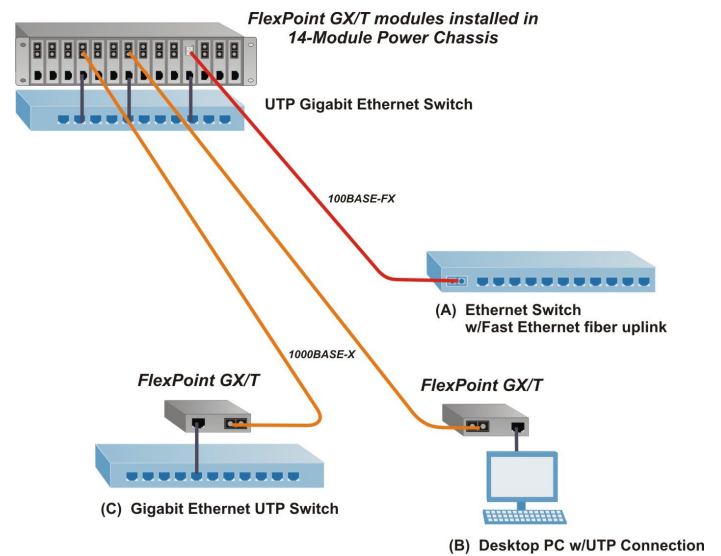 FlexPoint GX/T modules installed in
14-Module Power Chassis
UTP Gigabit Ethernet Switch
100BASE-FX
(A) Ethernet Switch
w/Fast Ethernet fiber uplink
1000BASE-X
FlexPoint GX/T
FlexPoint GX/T
(C) Gigabit Ethernet UTP Switch
(B) Desktop PC w/UTP Connection